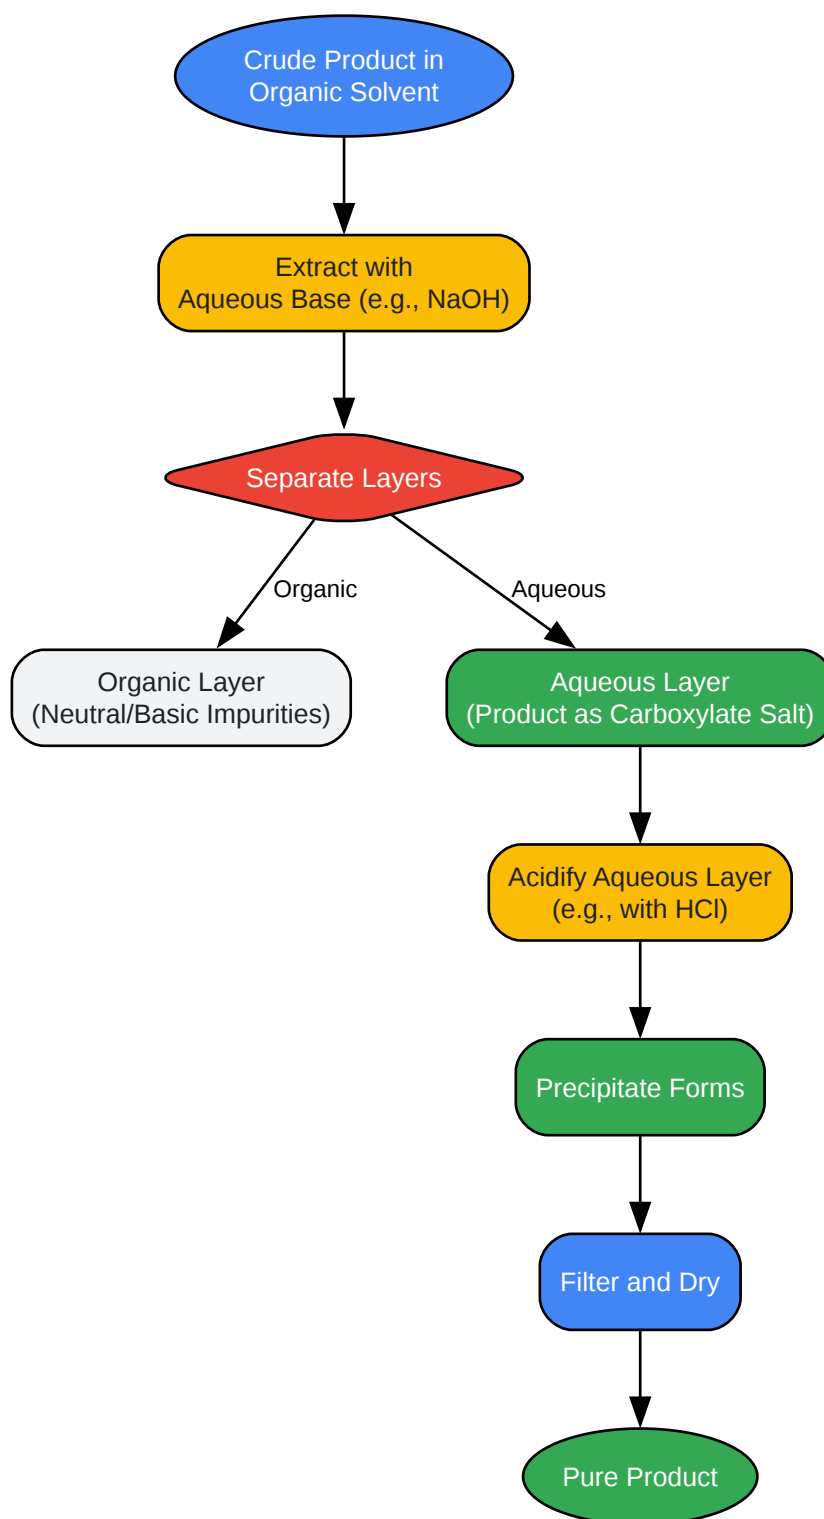 Crude Product in
Organic Solvent
Extract with
Aqueous Base (e.g., NaOH)
Separate Layers
Organic
Aqueous
Organic Layer
(Neutral/Basic Impurities)
Aqueous Layer
(Product as Carboxylate Salt)
Acidify Aqueous Layer
(e.g., with HCl)
Precipitate Forms
Filter and Dry
Pure Product